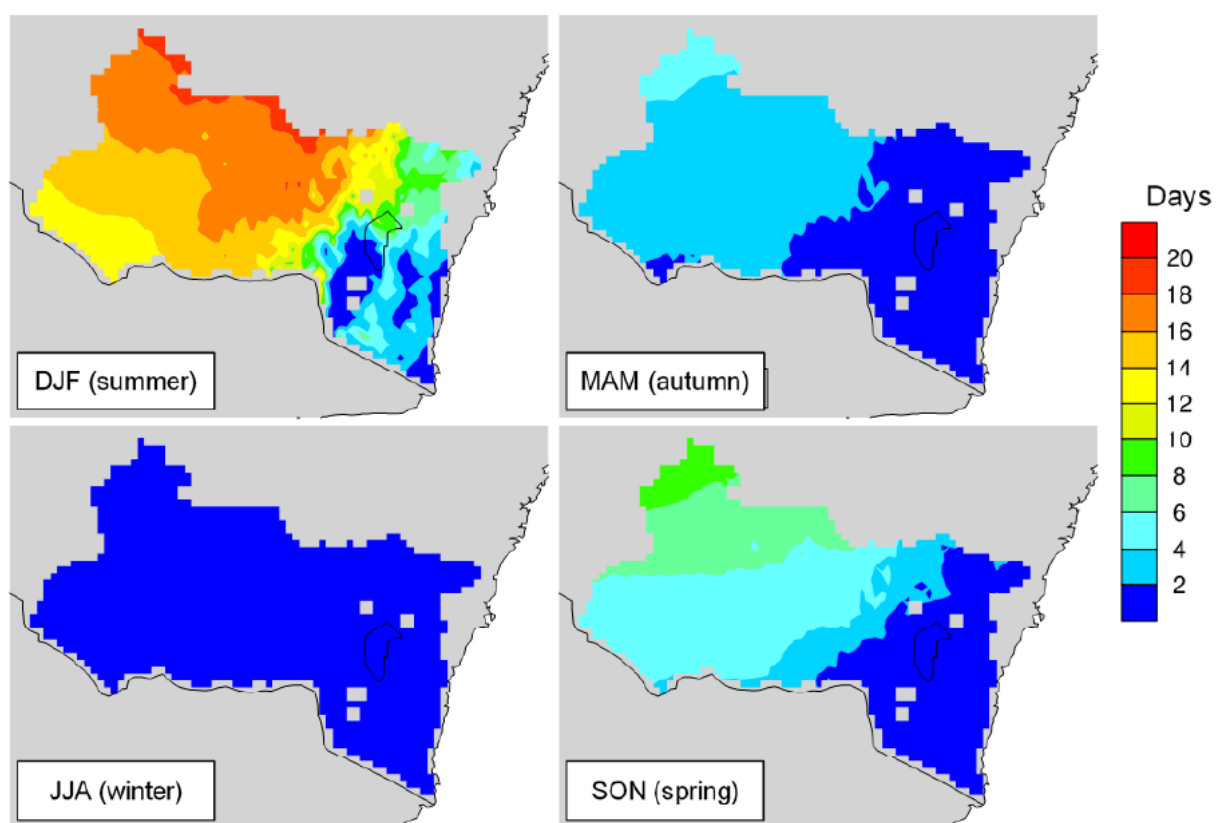 DJF (summer)
MAM (autumn)
Days
20
18
16
14
12
10
8
6
4
2
JJA (winter)
SON (spring)